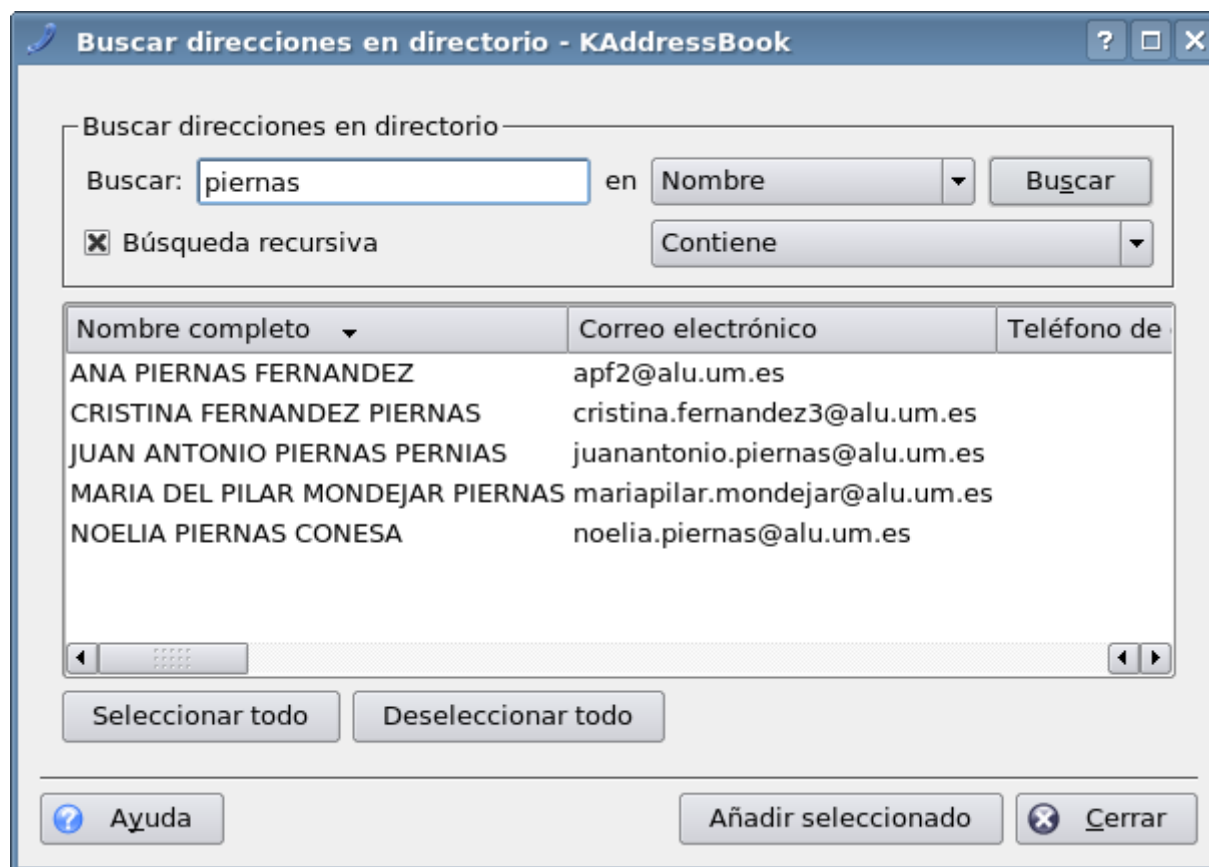 Buscar direcciones en directorio - KAddressBook
Buscar direcciones en directorio
Buscar: piernas en Nombre Buscar
Búsqueda recursiva Contiene
Nombre completo Correo electrónico Teléfono de
ANA PIERNAS FERNANDEZ apf2@alu.um.es
CRISTINA FERNANDEZ PIERNAS cristina.fernandez3@alu.um.es
JUAN ANTONIO PIERNAS PERNIAS juanantonio.piernas@alu.um.es
MARIA DEL PILAR MONDEJAR PIERNAS mariapilar.mondejar@alu.um.es
NOELIA PIERNAS CONESA noelia.piernas@alu.um.es
Seleccionar todo Deseleccionar todo
Ayuda Añadir seleccionado Cerrar